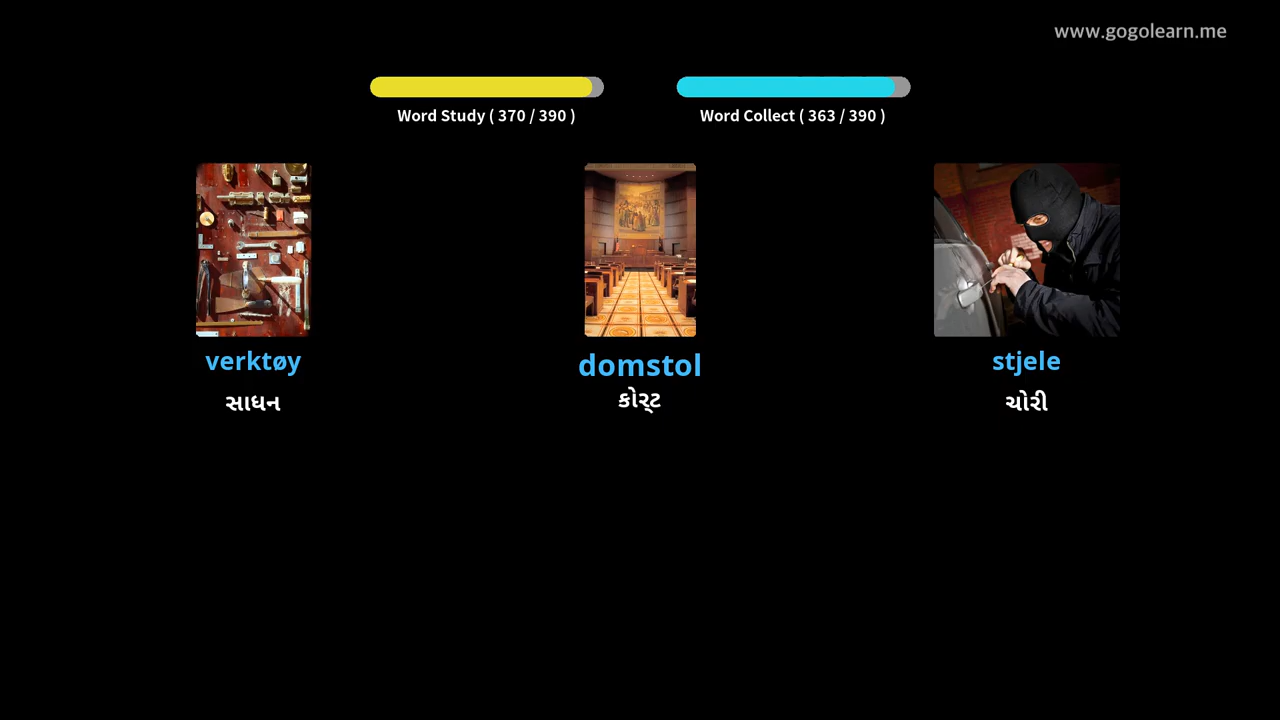 www.gogolearn.me
Word Study ( 370 / 390 )
Word Collect ( 363 / 390 )
verktøy
domstol
stjele
સાધન
કોર્ટ
ચોરી